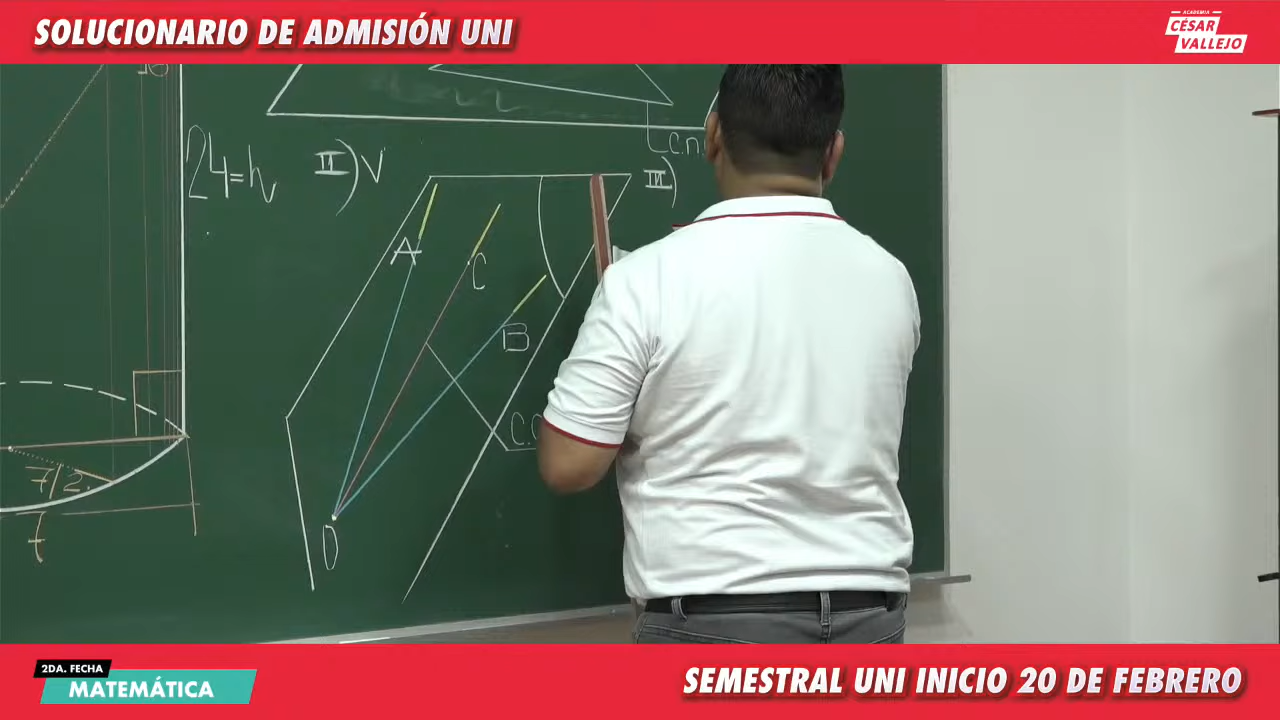 SOLUCIONARIO DE ADMISIÓN UNI
ACADEMIA
CÉSAR
VALLEJO
24=h
II) V
III)
C.n.
A
C
B
O
7/2
7
2DA. FECHA
MATEMÁTICA
SEMESTRAL UNI INICIO 20 DE FEBRERO